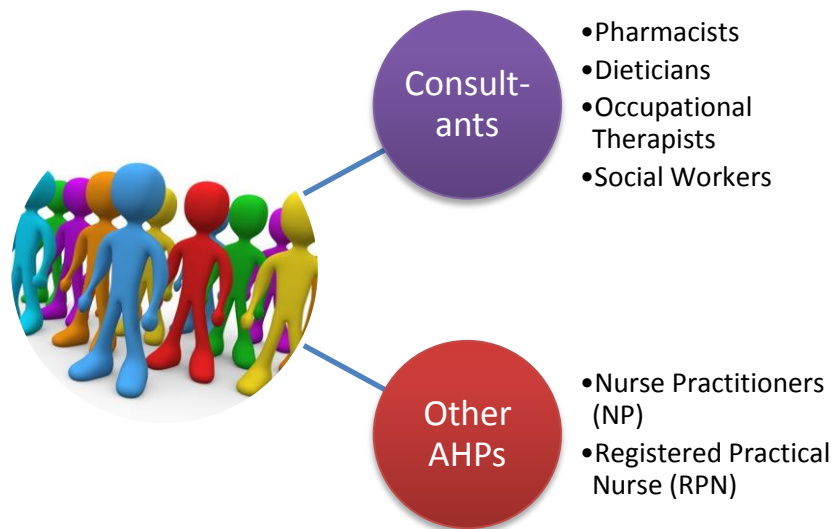 Consult-
ants
•Pharmacists
•Dieticians
•Occupational
Therapists
•Social Workers
Other
AHPs
•Nurse Practitioners
(NP)
•Registered Practical
Nurse (RPN)